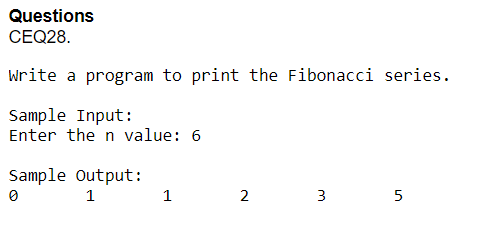 Questions
CEQ28.
Write a program to print the Fibonacci series.
Sample Input:
Enter the n value: 6
Sample Output:
0 1 1 2 3 5